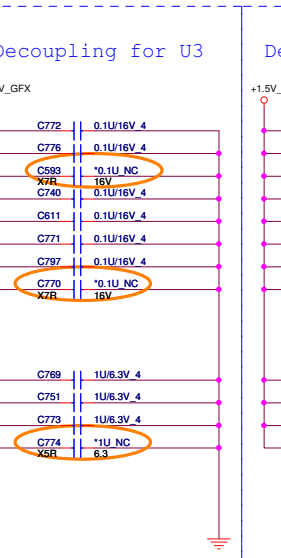 Decoupling for U3
De
V_GFX
+1.5V_
C772 0.1U/16V_4
C776 0.1U/16V_4
C593 *0.1U_NC
X7R 16V
C740 0.1U/16V_4
C611 0.1U/16V_4
C771 0.1U/16V_4
C797 0.1U/16V_4
C770 *0.1U_NC
X7R 16V
C769 1U/6.3V_4
C751 1U/6.3V_4
C773 1U/6.3V_4
C774 *1U_NC
X5R 6.3